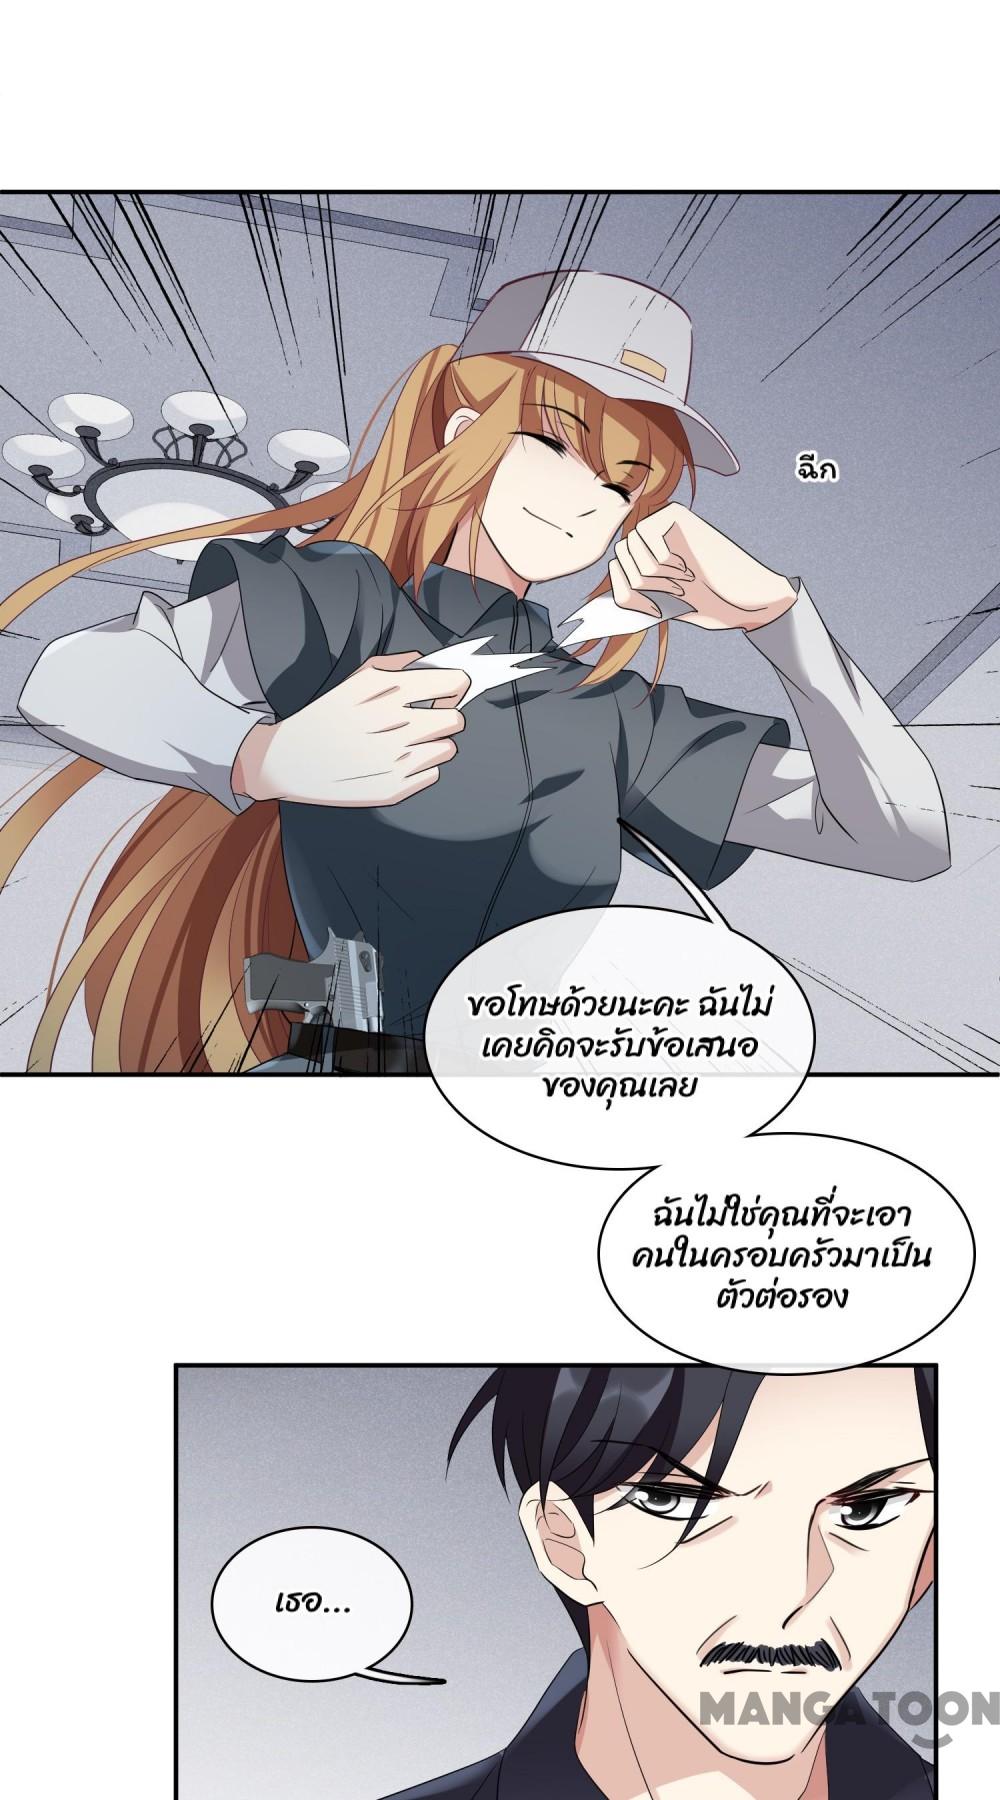 ฉีก
ขอโทษด้วยนะคะ ฉันไม่
เคยคิดจะรับข้อเสนอ
ของคุณเลย
ฉันไม่ใช่คุณที่จะเอา
คนในครอบครัวมาเป็น
ตัวต่อรอง
เธอ...
MANGATOON